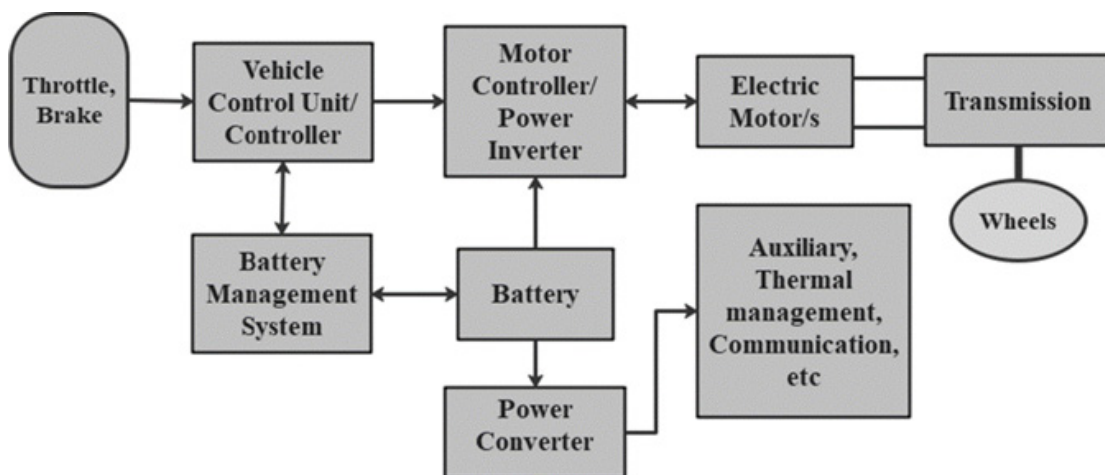 Throttle,
Brake
Vehicle
Control Unit/
Controller
Motor
Controller/
Power
Inverter
Electric
Motor/s
Transmission
Wheels
Battery
Management
System
Battery
Auxiliary,
Thermal
management,
Communication,
etc
Power
Converter